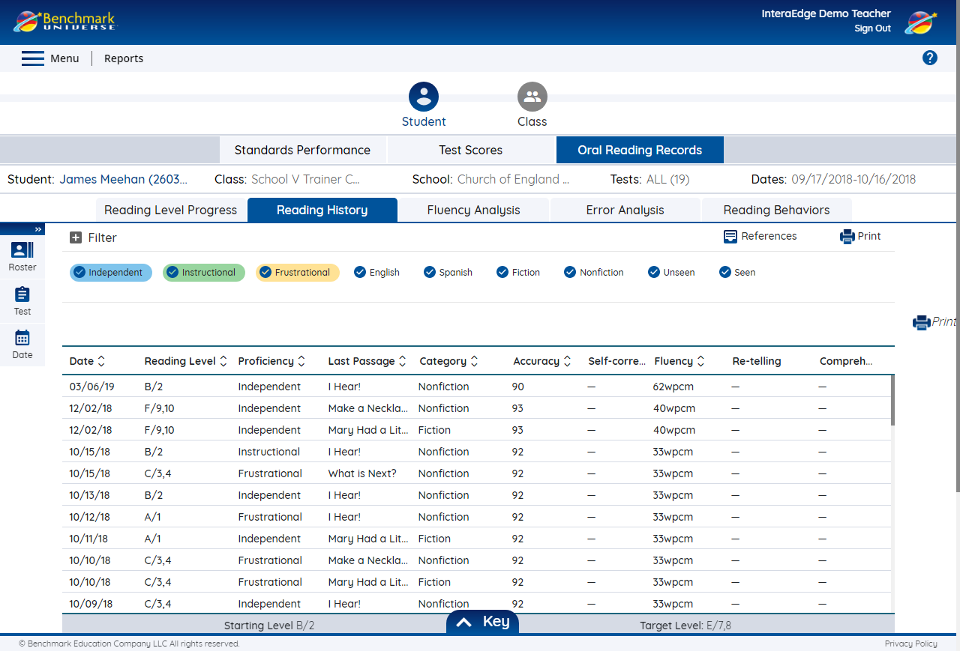 Benchmark
UNIVERSE
InteraEdge Demo Teacher
Sign Out
Menu Reports ?
Student Class
Standards Performance Test Scores Oral Reading Records
Student: James Meehan (2603... Class: School V Trainer C... School: Church of England ... Tests: ALL (19) Dates: 09/17/2018-10/16/2018
Reading Level Progress Reading History Fluency Analysis Error Analysis Reading Behaviors
»
Roster
Test
Date
Filter References Print
Independent Instructional Frustrational English Spanish Fiction Nonfiction Unseen Seen
Print
Date Reading Level Proficiency Last Passage Category Accuracy Self-corre... Fluency Re-telling Compreh...
03/06/19 B/2 Independent I Hear! Nonfiction 90 — 62wpcm — —
12/02/18 F/9,10 Independent Make a Neckla... Nonfiction 93 — 40wpcm — —
12/02/18 F/9,10 Independent Mary Had a Lit... Fiction 93 — 40wpcm — —
10/15/18 B/2 Instructional I Hear! Nonfiction 92 — 33wpcm — —
10/15/18 C/3,4 Frustrational What is Next? Nonfiction 92 — 33wpcm — —
10/13/18 B/2 Independent I Hear! Nonfiction 92 — 33wpcm — —
10/12/18 A/1 Frustrational I Hear! Nonfiction 92 — 33wpcm — —
10/11/18 A/1 Independent Mary Had a Lit... Fiction 92 — 33wpcm — —
10/10/18 C/3,4 Frustrational Make a Neckla... Nonfiction 92 — 33wpcm — —
10/10/18 C/3,4 Frustrational Mary Had a Lit... Fiction 92 — 33wpcm — —
10/09/18 C/3,4 Independent I Hear! Nonfiction 92 — 33wpcm — —
Starting Level B/2 Key Target Level: E/7,8
© Benchmark Education Company LLC All rights reserved. Privacy Policy